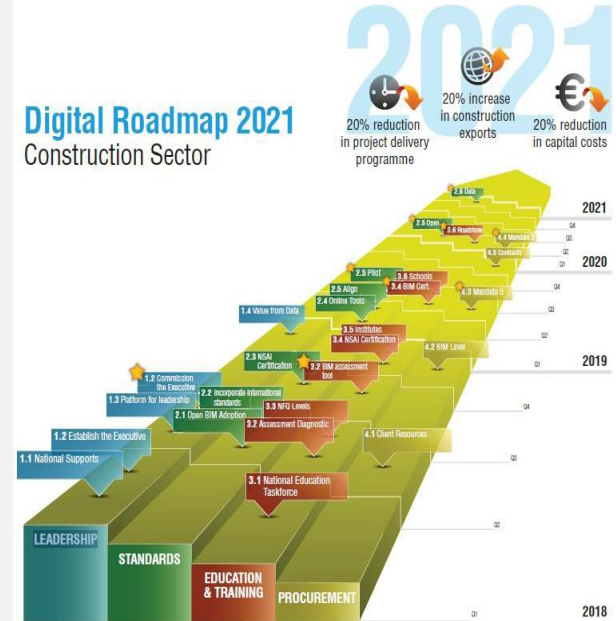 2021
Digital Roadmap 2021
Construction Sector
20% reduction
in project delivery
programme
20% increase
in construction
exports
20% reduction
in capital costs
2.6 Data
2021
2.5 Open
3.6 Roadshow
4.4 Mandate
Q4
Q3
4.5 Contracts
Q2
2020
Q1
2.5 Pilot
3.6 Schools
2.5 Align
3.4 BIM Cert.
4.3 Mandate 5
Q4
2.4 Online Tools
1.4 Value from Data
Q3
3.5 Institutes
3.4 NSAI Certification
Q2
4.2 BIM Level
2.3 NSAI
Certification
3.2 BIM assessment
tool
2019
Q1
1.2 Commission
the Executive
1.3 Platform for leadership
2.2 Incorporate International
standards
3.3 NFQ Levels
Q4
2.1 Open BIM Adoption
3.2 Assessment Diagnostic
1.2 Establish the Executive
4.1 Client Resources
1.1 National Supports
Q3
3.1 National Education
Taskforce
Q2
LEADERSHIP
STANDARDS
EDUCATION
& TRAINING
PROCUREMENT
2018
Q1